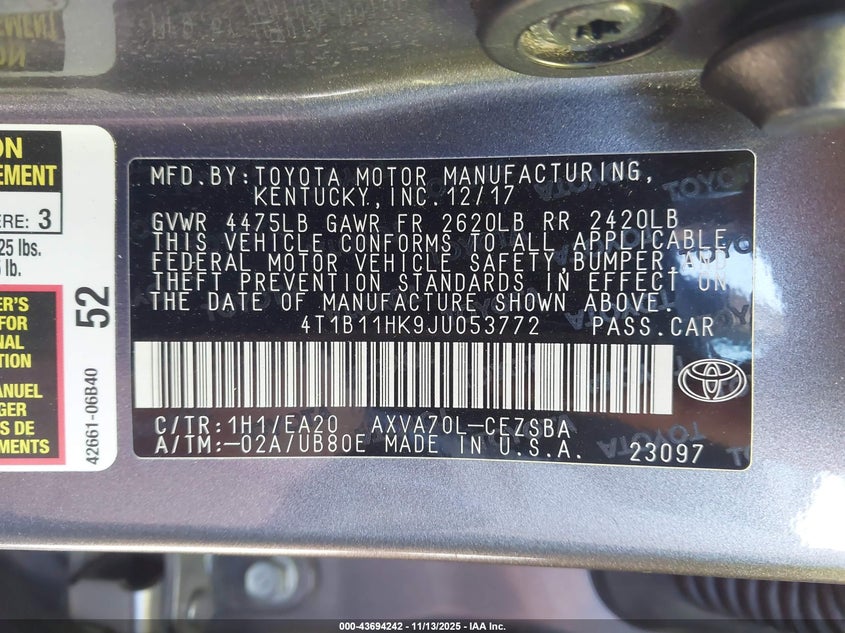 MFD.BY:TOYOTA MOTOR MANUFACTURING,
KENTUCKY, INC. 12/17
GVWR 4475LB GAWR FR 2620LB RR 2420LB
THIS VEHICLE CONFORMS TO ALL APPLICABLE
FEDERAL MOTOR VEHICLE SAFETY,BUMPER,AND
THEFT PREVENTION STANDARDS IN EFFECT ON
THE DATE OF MANUFACTURE SHOWN ABOVE.
4T1B11HK9JU053772 PASS.CAR
C/TR:1H1/EA20 AXVA70L-CEZSBA
A/TM:-02A/UB80E MADE IN U.S.A. 23097
ON
EMENT
ERE: 3
25 lbs.
lb.
ER'S
FOR
NAL
TION
ANUEL
GER
S DE
MENTS
52
42661-06B40
000-43694242 - 11/13/2025 - IAA Inc.